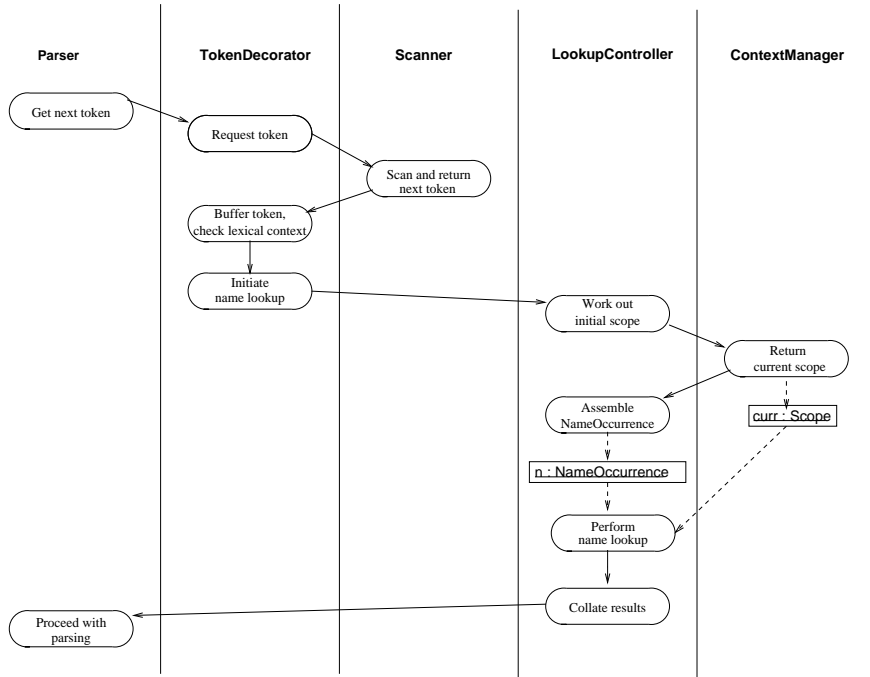 Parser
TokenDecorator
Scanner
LookupController
ContextManager
Get next token
Request token
Scan and return
next token
Buffer token,
check lexical context
Initiate
name lookup
Work out
initial scope
Return
current scope
Assemble
NameOccurrence
curr : Scope
n : NameOccurrence
Perform
name lookup
Collate results
Proceed with
parsing